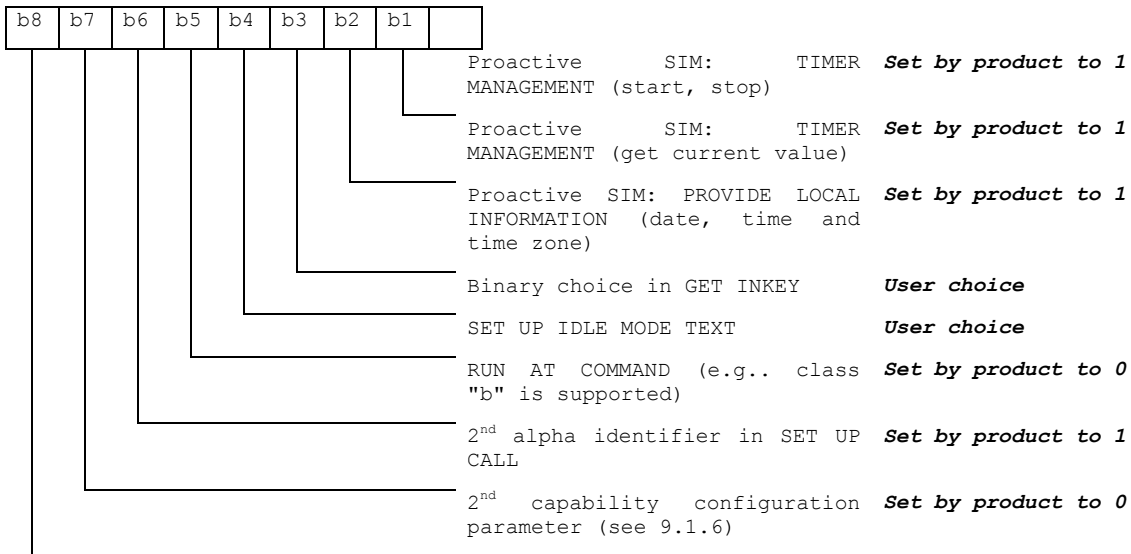 b8 b7 b6 b5 b4 b3 b2 b1
Proactive SIM: TIMER Set by product to 1
MANAGEMENT (start, stop)
Proactive SIM: TIMER Set by product to 1
MANAGEMENT (get current value)
Proactive SIM: PROVIDE LOCAL Set by product to 1
INFORMATION (date, time and
time zone)
Binary choice in GET INKEY User choice
SET UP IDLE MODE TEXT User choice
RUN AT COMMAND (e.g.. class Set by product to 0
"b" is supported)
2nd alpha identifier in SET UP Set by product to 1
CALL
2nd capability configuration Set by product to 0
parameter (see 9.1.6)